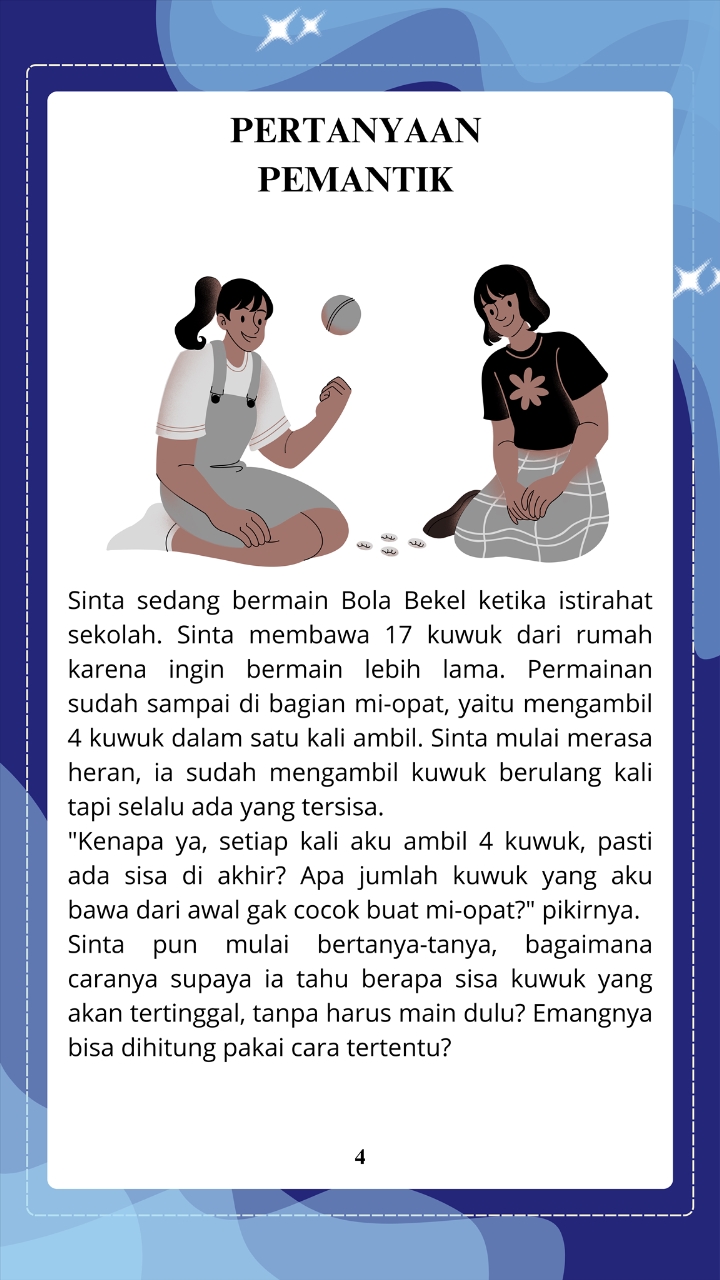 PERTANYAAN
PEMANTIK
Sinta sedang bermain Bola Bekel ketika istirahat
sekolah. Sinta membawa 17 kuwuk dari rumah
karena ingin bermain lebih lama. Permainan
sudah sampai di bagian mi-opat, yaitu mengambil
4 kuwuk dalam satu kali ambil. Sinta mulai merasa
heran, ia sudah mengambil kuwuk berulang kali
tapi selalu ada yang tersisa.
"Kenapa ya, setiap kali aku ambil 4 kuwuk, pasti
ada sisa di akhir? Apa jumlah kuwuk yang aku
bawa dari awal gak cocok buat mi-opat?" pikirnya.
Sinta pun mulai bertanya-tanya, bagaimana
caranya supaya ia tahu berapa sisa kuwuk yang
akan tertinggal, tanpa harus main dulu? Emangnya
bisa dihitung pakai cara tertentu?
4